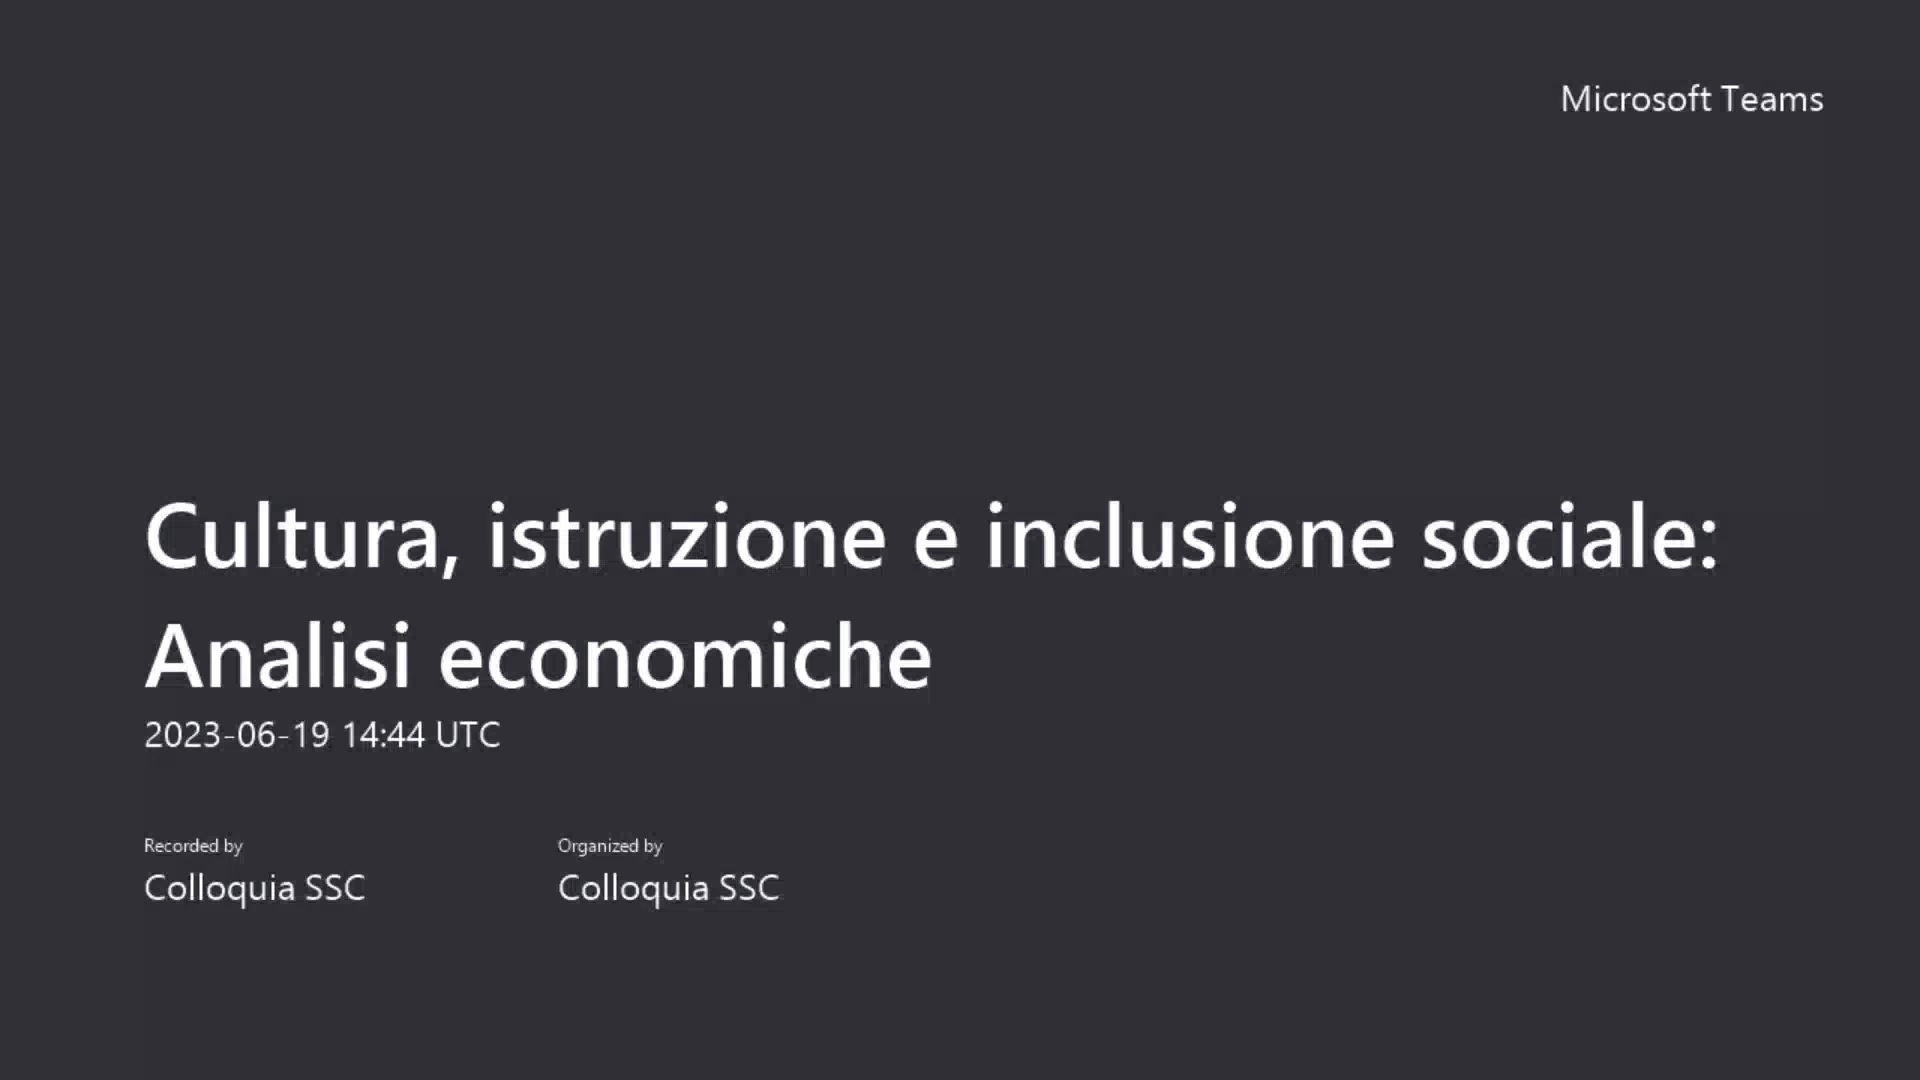 Microsoft Teams
Cultura, istruzione e inclusione sociale:
Analisi economiche
2023-06-19 14:44 UTC
Recorded by
Colloquia SSC
Organized by
Colloquia SSC